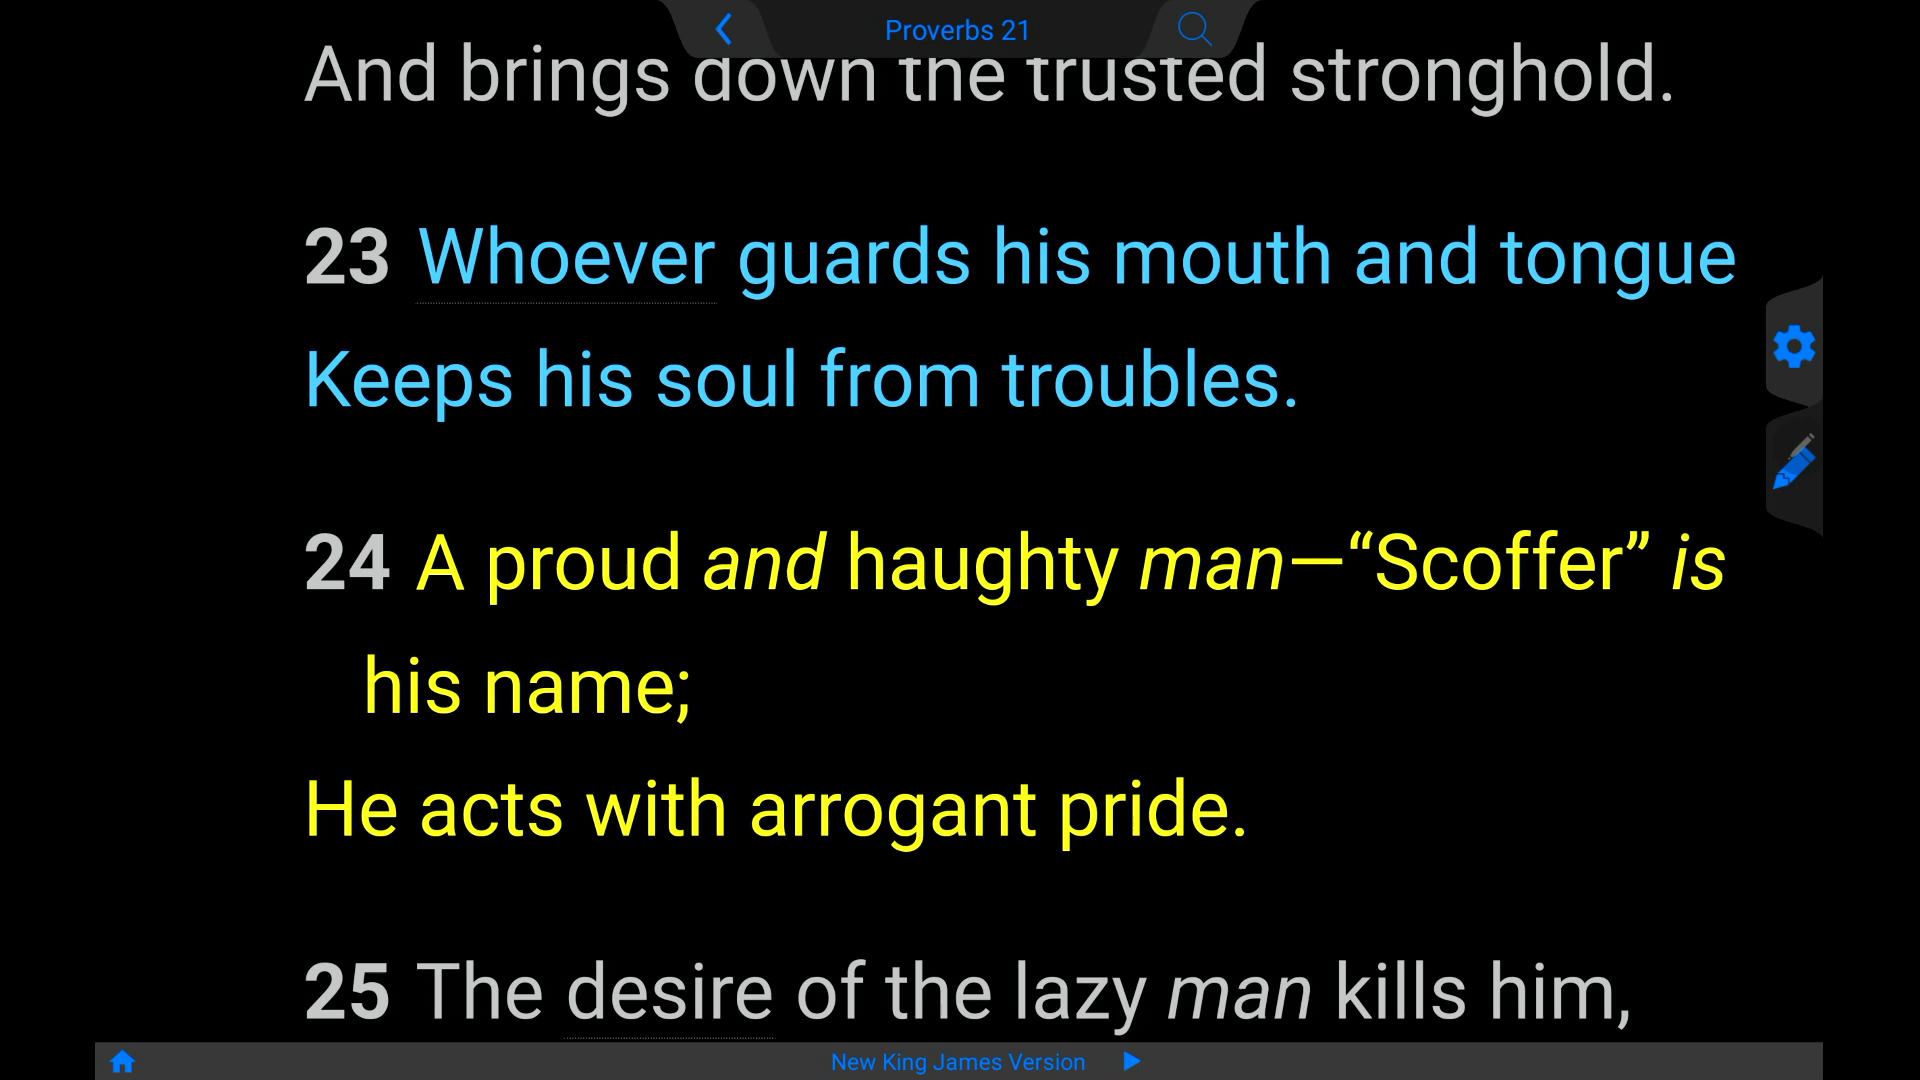 Proverbs 21
And brings down the trusted stronghold.
23 Whoever guards his mouth and tongue
Keeps his soul from troubles.
24 A proud and haughty man—“Scoffer” is
his name;
He acts with arrogant pride.
25 The desire of the lazy man kills him,
New King James Version